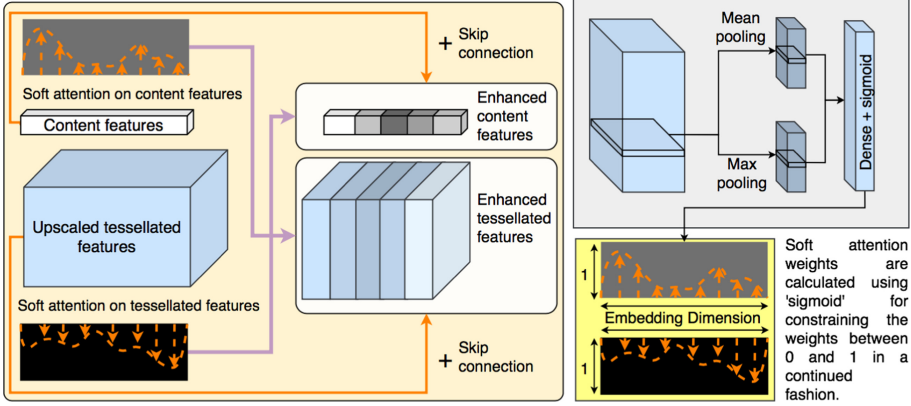 + Skip
connection
Soft attention on content features
Content features
Enhanced
content
features
Upscaled tessellated
features
Enhanced
tessellated
features
Soft attention on tessellated features
+ Skip
connection
Mean
pooling
Max
pooling
Dense + sigmoid
1
Embedding Dimension
1
Soft attention
weights are
calculated using
'sigmoid' for
constraining the
weights between
0 and 1 in a
continued
fashion.